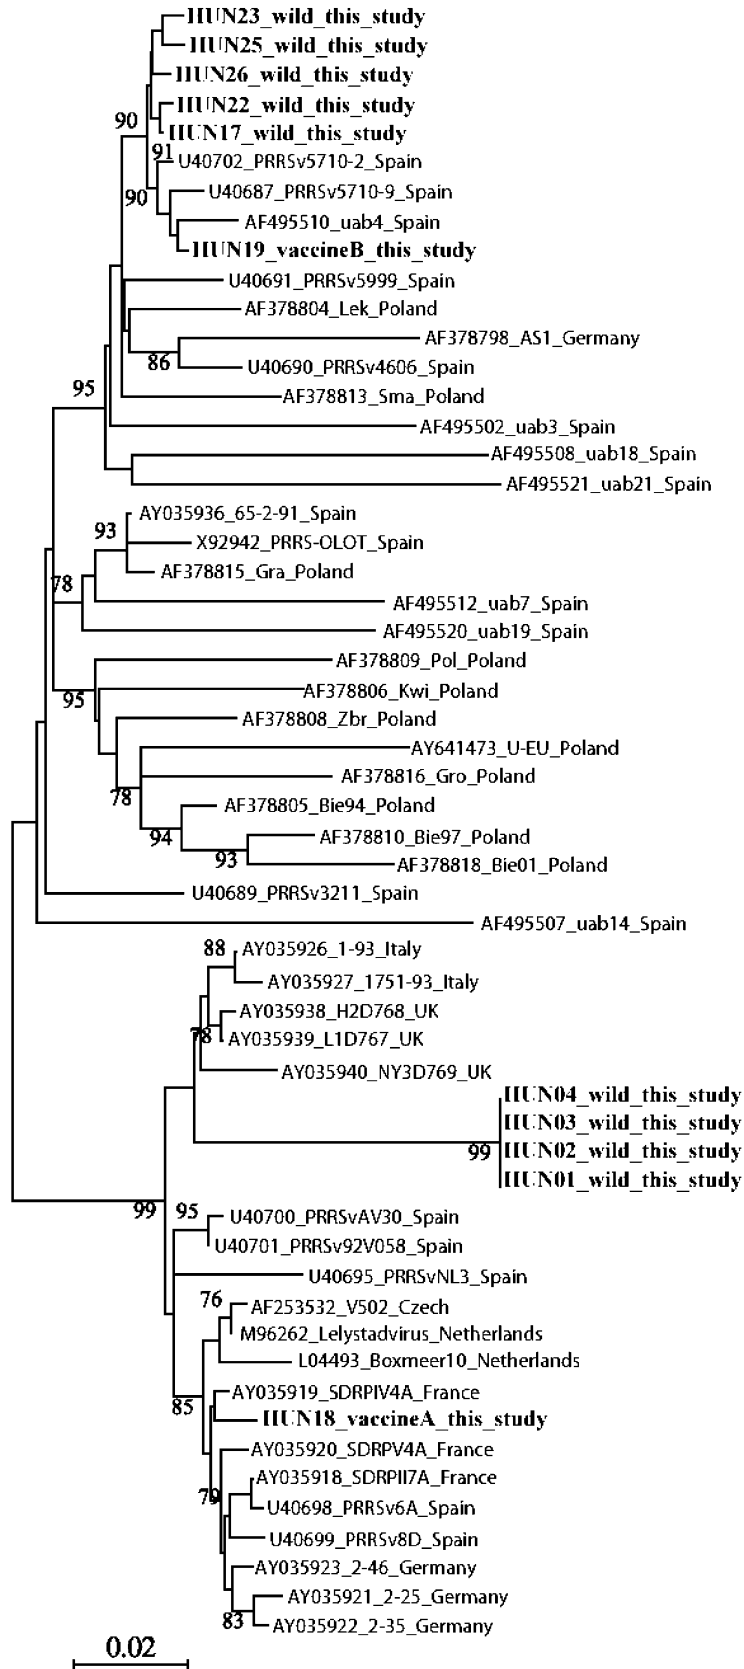 HUN23_wild_this_study
HUN25_wild_this_study
HUN26_wild_this_study
HUN22_wild_this_study
90
HUN17_wild_this_study
91
U40702_PRRSv5710-2_Spain
90
U40687_PRRSv5710-9_Spain
AF495510_uab4_Spain
HUN19_vaccineB_this_study
U40691_PRRSv5999_Spain
AF378804_Lek_Poland
AF378798_AS1_Germany
86
U40690_PRRSv4606_Spain
95
AF378813_Sma_Poland
AF495502_uab3_Spain
AF495508_uab18_Spain
AF495521_uab21_Spain
AY035936_65-2-91_Spain
93
X92942_PRRS-OLOT_Spain
AF378815_Gra_Poland
78
AF495512_uab7_Spain
AF495520_uab19_Spain
AF378809_Pol_Poland
95
AF378806_Kwi_Poland
AF378808_Zbr_Poland
AY641473_U-EU_Poland
AF378816_Gro_Poland
78
AF378805_Bie94_Poland
94
AF378810_Bie97_Poland
93
AF378818_Bie01_Poland
U40689_PRRSv3211_Spain
AF495507_uab14_Spain
88
AY035926_1-93_Italy
AY035927_1751-93_Italy
AY035938_H2D768_UK
78
AY035939_L1D767_UK
AY035940_NY3D769_UK
HUN04_wild_this_study
HUN03_wild_this_study
HUN02_wild_this_study
99
HUN01_wild_this_study
99
95
U40700_PRRSvAV30_Spain
U40701_PRRSv92V058_Spain
U40695_PRRSvNL3_Spain
76
AF253532_V502_Czech
M96262_Lelystadvirus_Netherlands
L04493_Boxmeer10_Netherlands
AY035919_SDRPIV4A_France
85
HUN18_vaccineA_this_study
AY035920_SDRPV4A_France
AY035918_SDRPII7A_France
79
U40698_PRRSv6A_Spain
U40699_PRRSv8D_Spain
AY035923_2-46_Germany
AY035921_2-25_Germany
83
AY035922_2-35_Germany
0.02